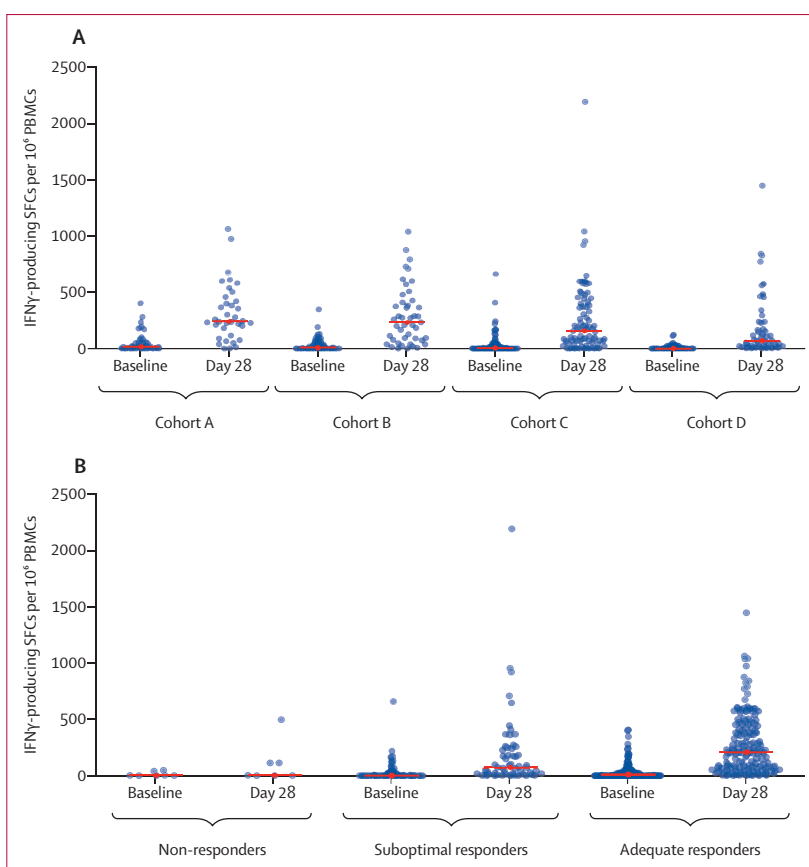 A
IFNγ-producing SFCs per 10⁶ PBMCs
2500
2000
1500
1000
500
0
Baseline Day 28 Baseline Day 28 Baseline Day 28 Baseline Day 28
Cohort A Cohort B Cohort C Cohort D
B
IFNγ-producing SFCs per 10⁶ PBMCs
2500
2000
1500
1000
500
0
Baseline Day 28 Baseline Day 28 Baseline Day 28
Non-responders Suboptimal responders Adequate responders